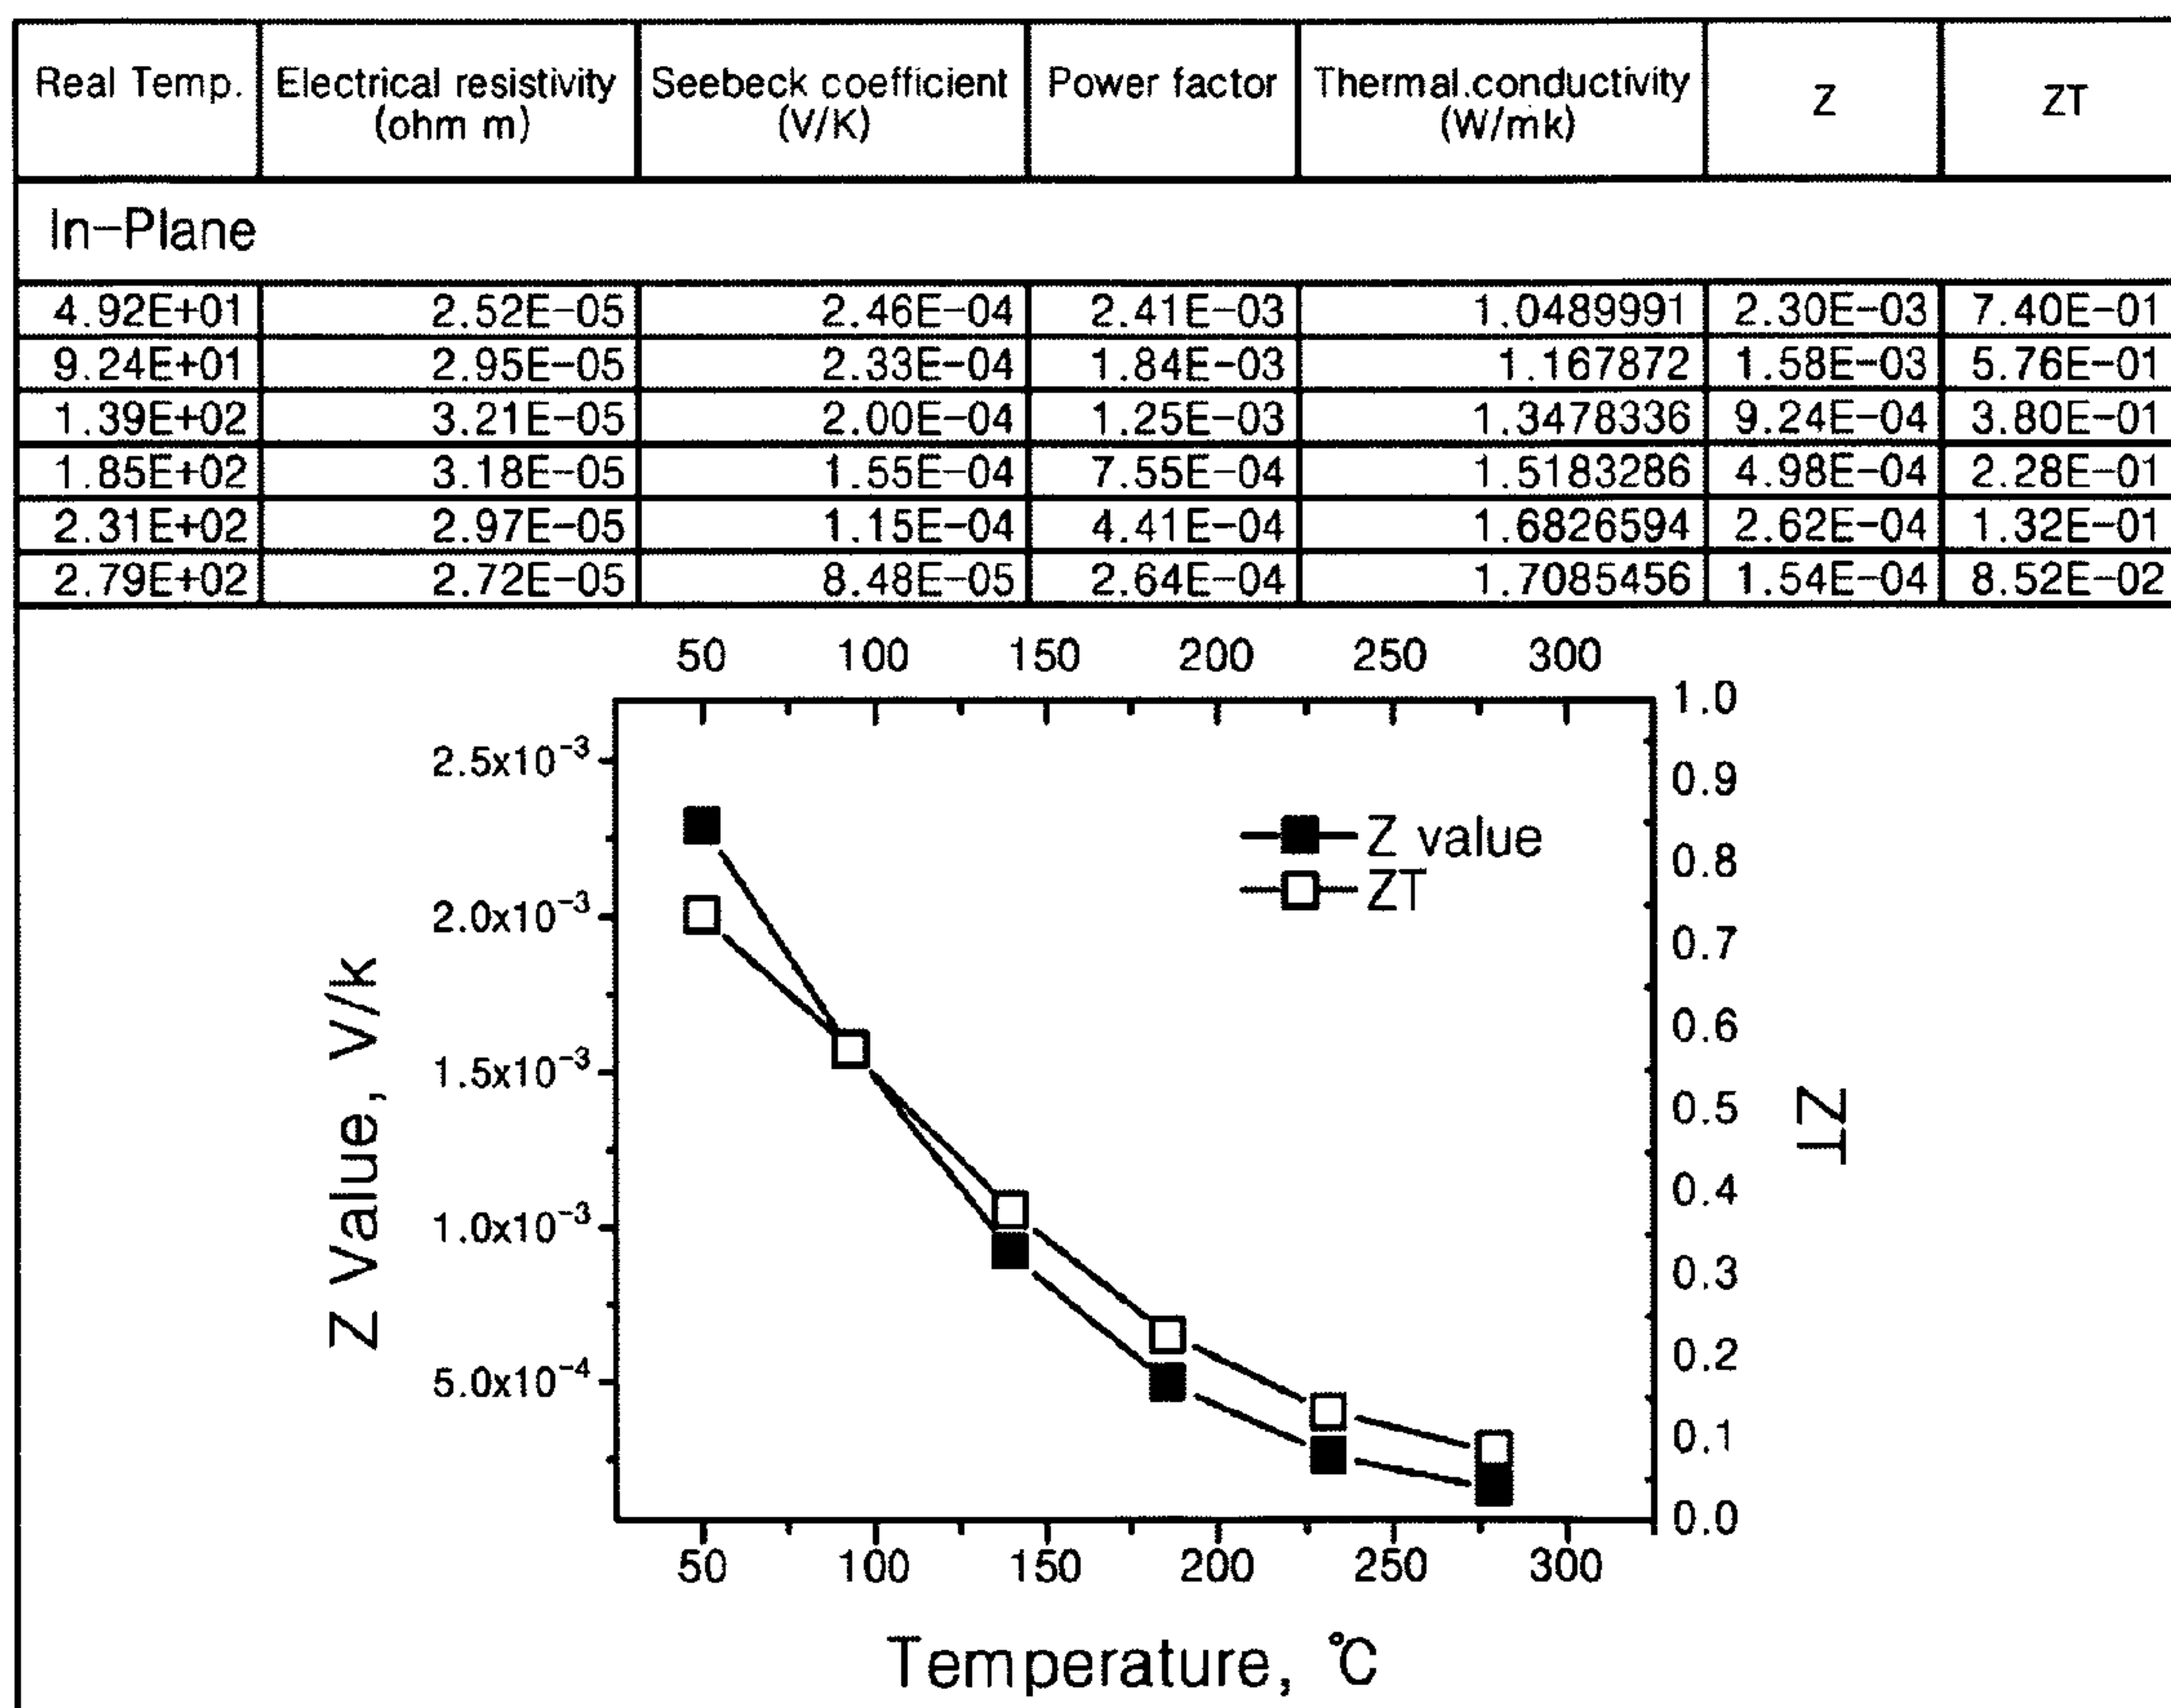 Real Temp. Electrical resistivity (ohm m) Seebeck coefficient (V/K) Power factor Thermal.conductivity (W/mk) Z ZT
In-Plane
4.92E+01 2.52E-05 2.46E-04 2.41E-03 1.0489991 2.30E-03 7.40E-01
9.24E+01 2.95E-05 2.33E-04 1.84E-03 1.167872 1.58E-03 5.76E-01
1.39E+02 3.21E-05 2.00E-04 1.25E-03 1.3478336 9.24E-04 3.80E-01
1.85E+02 3.18E-05 1.55E-04 7.55E-04 1.5183286 4.98E-04 2.28E-01
2.31E+02 2.97E-05 1.15E-04 4.41E-04 1.6826594 2.62E-04 1.32E-01
2.79E+02 2.72E-05 8.48E-05 2.64E-04 1.7085456 1.54E-04 8.52E-02
50 100 150 200 250 300
2.5x10⁻³
2.0x10⁻³
1.5x10⁻³
1.0x10⁻³
5.0x10⁻⁴
Z Value, V/k
Z value
ZT
1.0
0.9
0.8
0.7
0.6
0.5
0.4
0.3
0.2
0.1
0.0
ZT
50 100 150 200 250 300
Temperature, ℃